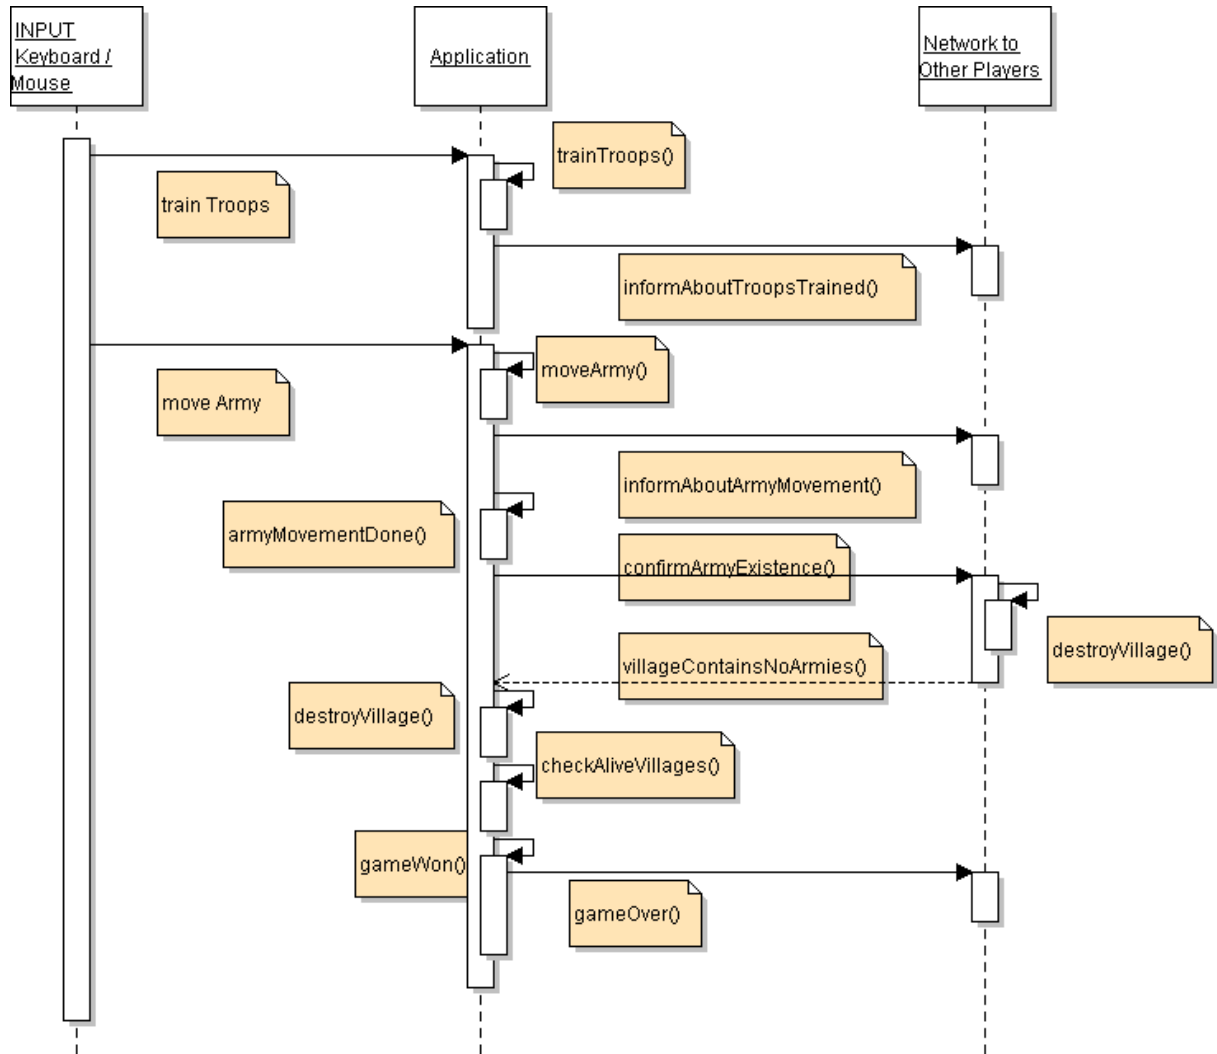 INPUT
Keyboard /
Mouse
Application
Network to
Other Players
trainTroops()
train Troops
informAboutTroopsTrained()
moveArmy()
move Army
informAboutArmyMovement()
armyMovementDone()
confirmArmyExistence()
destroyVillage()
villageContainsNoArmies()
destroyVillage()
checkAliveVillages()
gameWon()
gameOver()